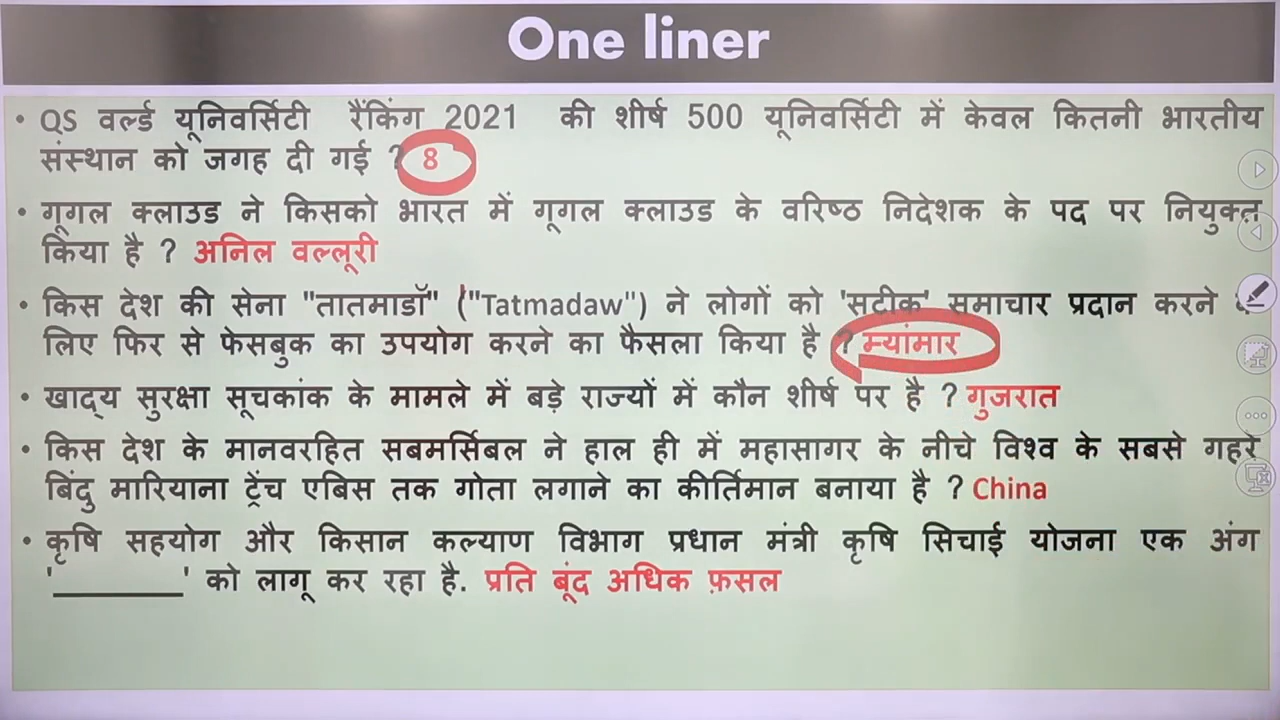 One liner
• QS वर्ल्ड यूनिवर्सिटी रैंकिंग 2021 की शीर्ष 500 यूनिवर्सिटी में केवल कितनी भारतीय
संस्थान को जगह दी गई ? 8
• गूगल क्लाउड ने किसको भारत में गूगल क्लाउड के वरिष्ठ निदेशक के पद पर नियुक्त
किया है ? अनिल वल्लूरी
• किस देश की सेना "तातमाडॉ" ("Tatmadaw") ने लोगों को 'सटीक' समाचार प्रदान करने
लिए फिर से फेसबुक का उपयोग करने का फैसला किया है ? म्यांमार
• खाद्य सुरक्षा सूचकांक के मामले में बड़े राज्यों में कौन शीर्ष पर है ? गुजरात
• किस देश के मानवरहित सबमर्सिबल ने हाल ही में महासागर के नीचे विश्व के सबसे गहरे
बिंदु मारियाना ट्रेंच एबिस तक गोता लगाने का कीर्तिमान बनाया है ? China
• कृषि सहयोग और किसान कल्याण विभाग प्रधान मंत्री कृषि सिचाई योजना एक अंग
'________' को लागू कर रहा है. प्रति बूंद अधिक फ़सल